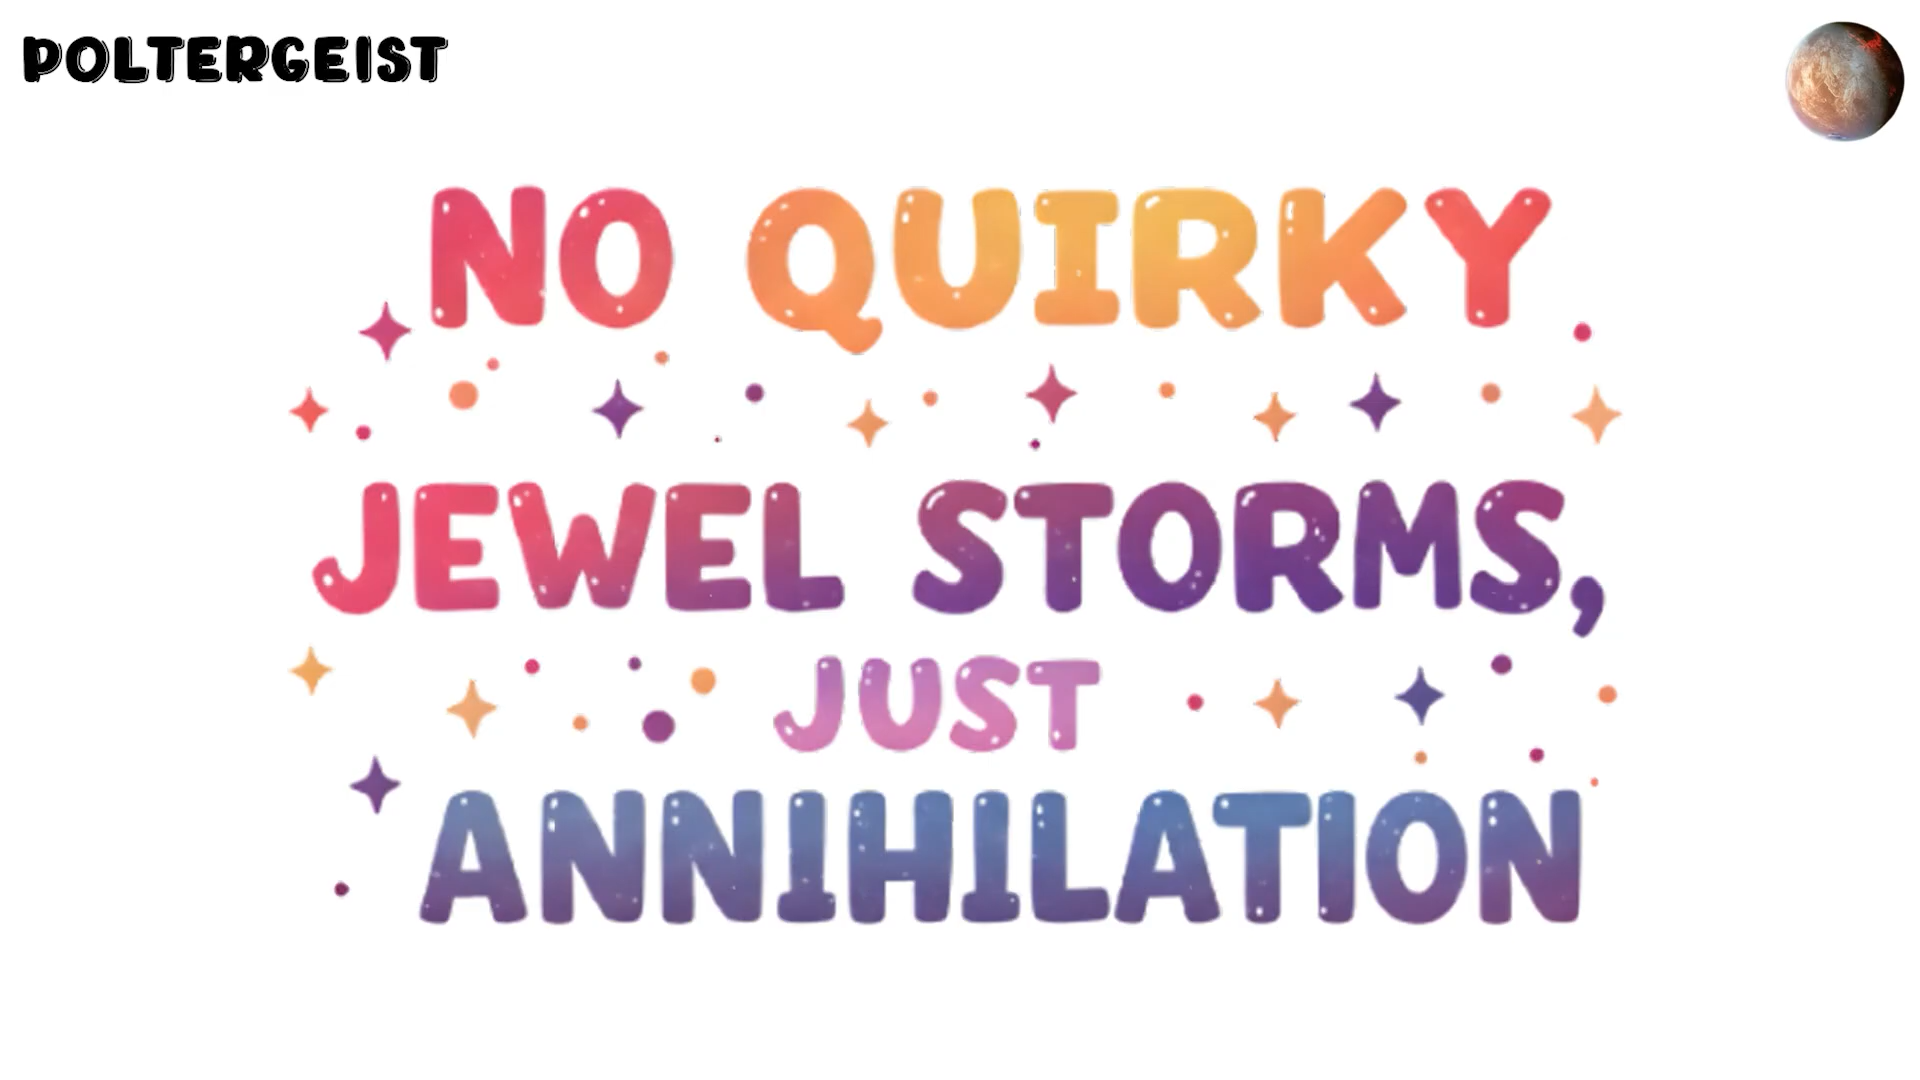 POLTERGEIST
NO QUIRKY
JEWEL STORMS,
JUST
ANNIHILATION